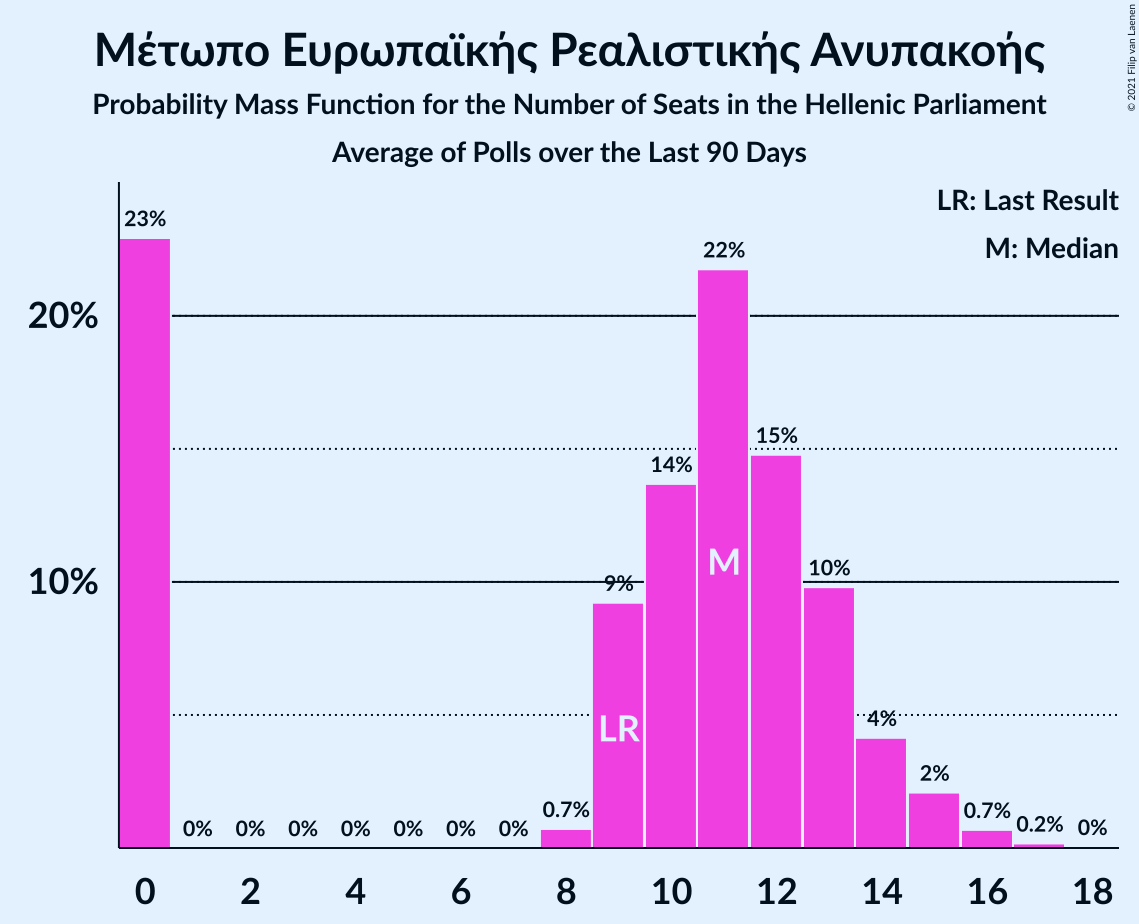 Μέτωπο Ευρωπαϊκής Ρεαλιστικής Ανυπακοής
Probability Mass Function for the Number of Seats in the Hellenic Parliament
Average of Polls over the Last 90 Days
© 2021 Filip van Laenen
LR: Last Result
M: Median
23%
22%
20%
15%
14%
10%
10%
9%
M
4%
LR
2%
0.7%
0.7%
0.2%
0% 0% 0% 0% 0% 0% 0% 0%
0 2 4 6 8 10 12 14 16 18